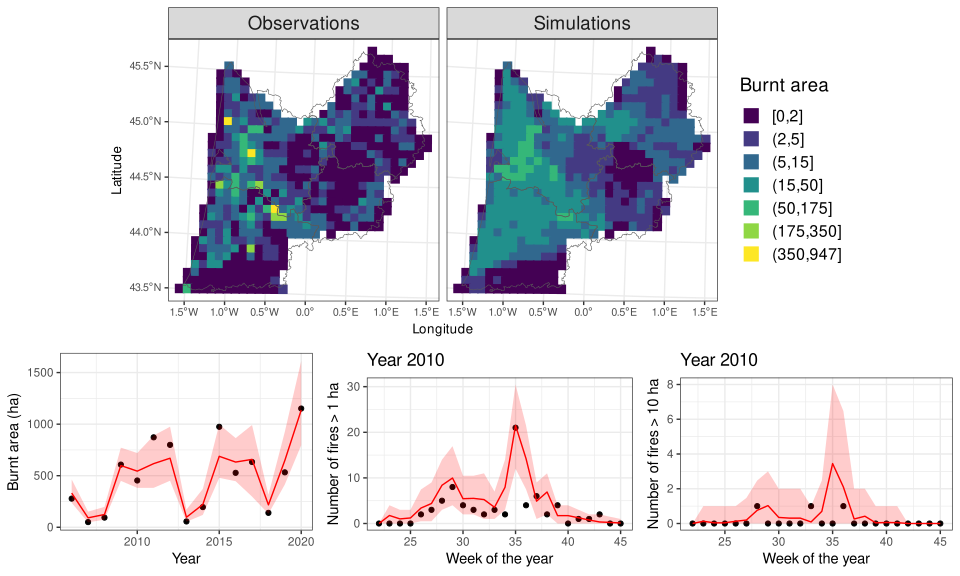 Observations
Simulations
45.5°N
45.0°N
44.5°N
44.0°N
43.5°N
Latitude
1.5°W 1.0°W 0.5°W 0.0° 0.5°E 1.0°E 1.5°E
1.5°W 1.0°W 0.5°W 0.0° 0.5°E 1.0°E 1.5°E
Longitude
Burnt area
[0,2]
(2,5]
(5,15]
(15,50]
(50,175]
(175,350]
(350,947]
1500
1000
500
0
Burnt area (ha)
2010 2015 2020
Year
Year 2010
30
20
10
0
Number of fires > 1 ha
25 30 35 40 45
Week of the year
Year 2010
8
6
4
2
0
Number of fires > 10 ha
25 30 35 40 45
Week of the year